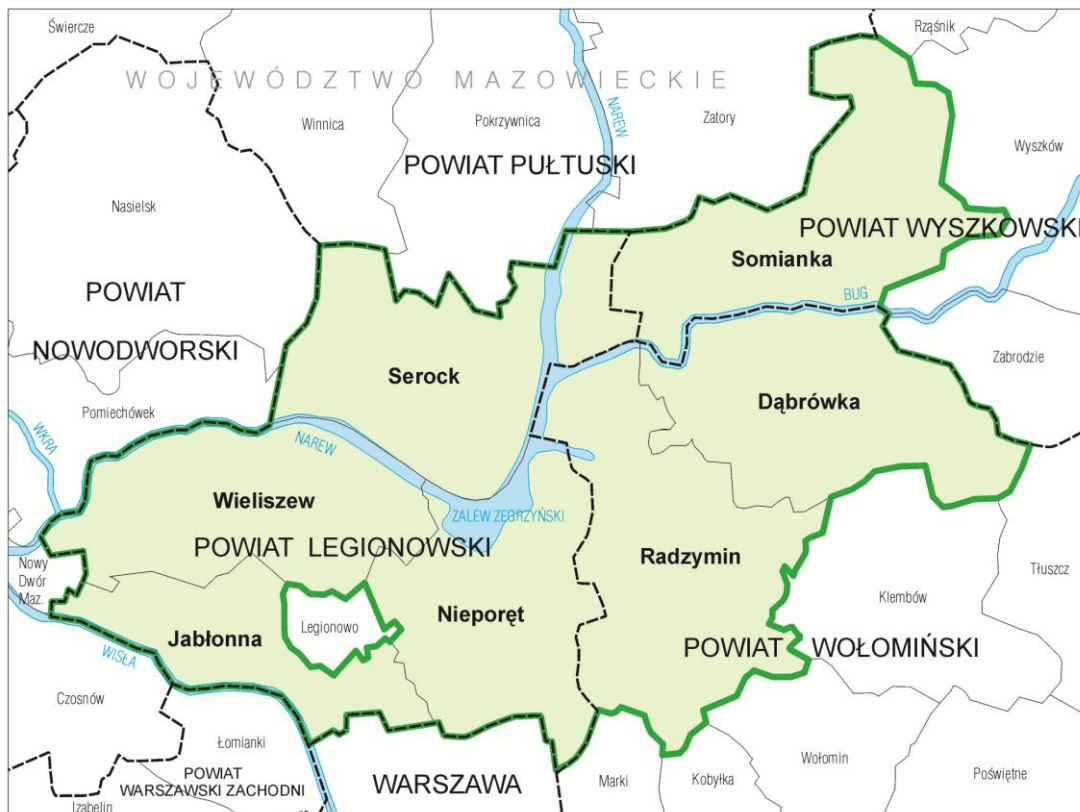 Świercze
Rząśnik
WOJEWÓDZTWO MAZOWIECKIE
NAREW
Winnica
Pokrzywnica
Zatory
Wyszków
POWIAT PUŁTUSKI
Nasielsk
POWIAT WYSZKOWSKI
Somianka
POWIAT
NOWODWORSKI
BUG
Serock
Zabrodzie
Dąbrówka
Pomiechówek
WKRA
NAREW
Wieliszew
ZALEW ZEGRZYŃSKI
POWIAT LEGIONOWSKI
Radzymin
Nowy
Dwór
Maz.
Tłuszcz
Klembów
Nieporęt
Legionowo
Jabłonna
POWIAT WOŁOMIŃSKI
WISŁA
Czosnów
Łomianki
Wołomin
Poświętne
POWIAT
WARSZAWSKI ZACHODNI
WARSZAWA
Marki
Kobyłka
Izabelin